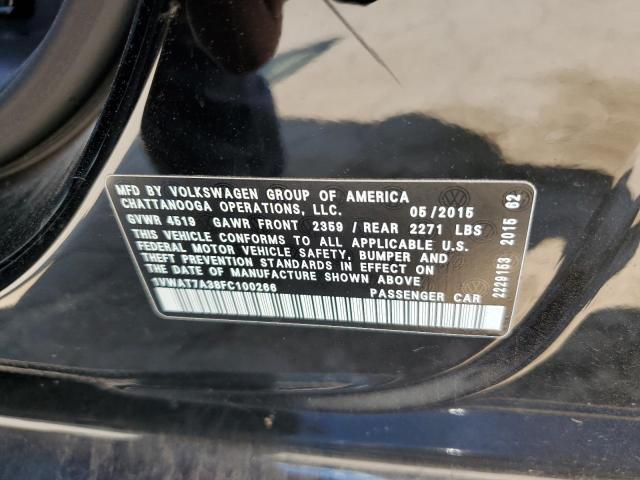 MFD BY VOLKSWAGEN GROUP OF AMERICA
CHATTANOOGA OPERATIONS, LLC. 05/2015
GVWR 4519 GAWR FRONT 2359 / REAR 2271 LBS
THIS VEHICLE CONFORMS TO ALL APPLICABLE U.S.
FEDERAL MOTOR VEHICLE SAFETY, BUMPER AND
THEFT PREVENTION STANDARDS IN EFFECT ON
THE DATE OF MANUFACTURE SHOWN ABOVE
1VWAT7A38FC100266 PASSENGER CAR
2229153 2015 62